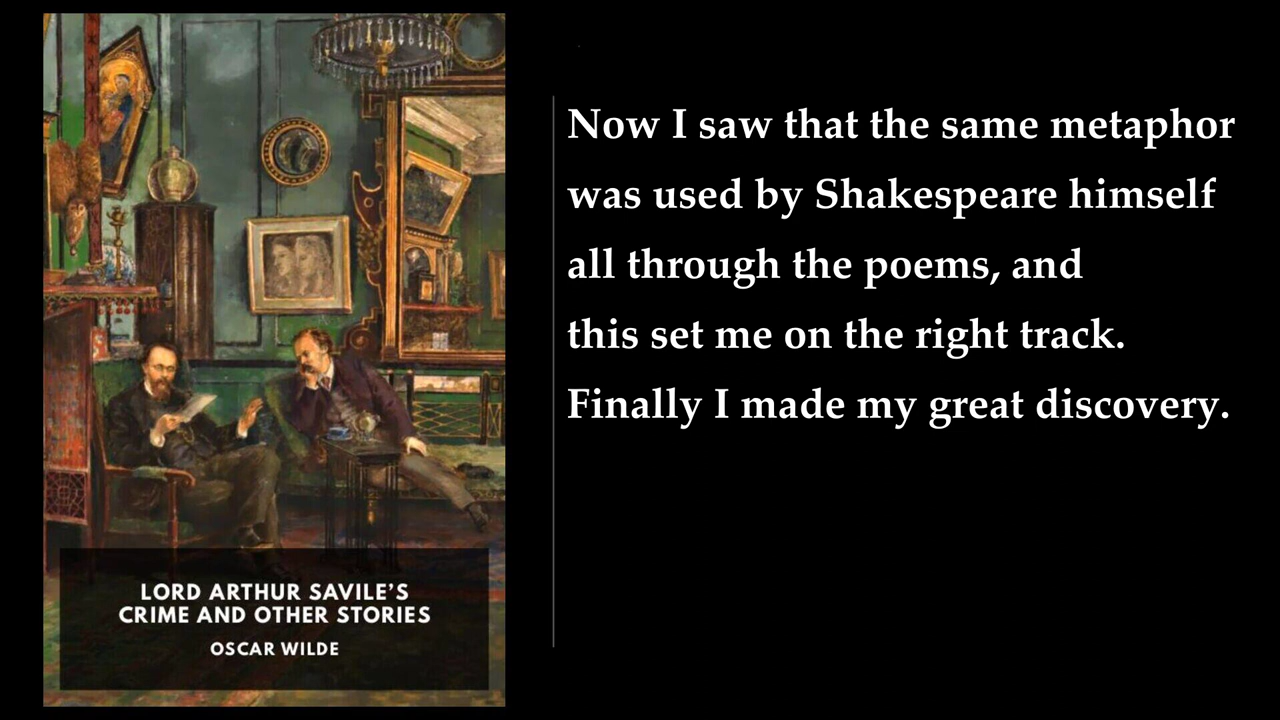 LORD ARTHUR SAVILE’S
CRIME AND OTHER STORIES
OSCAR WILDE
Now I saw that the same metaphor
was used by Shakespeare himself
all through the poems, and
this set me on the right track.
Finally I made my great discovery.